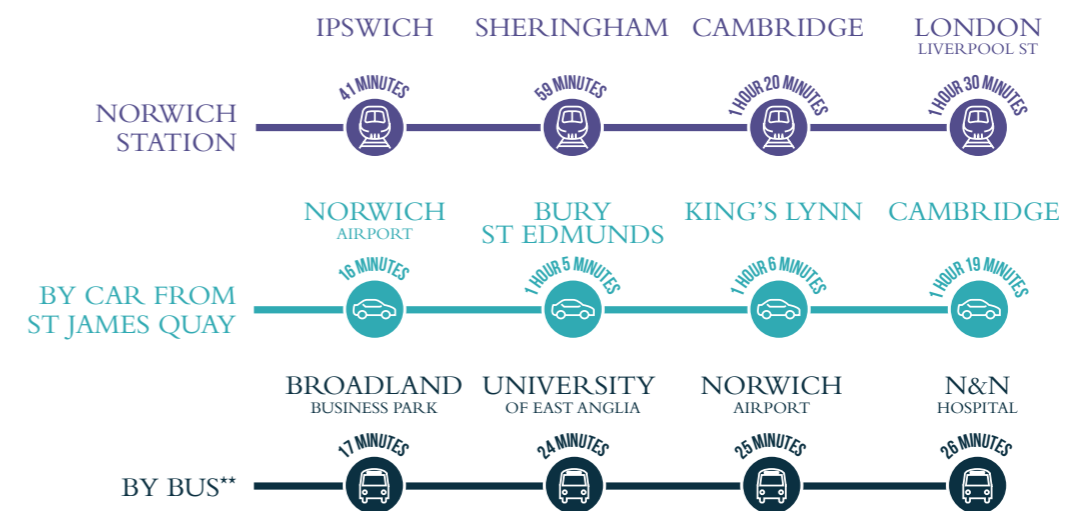 IPSWICH
SHERINGHAM
CAMBRIDGE
LONDON
LIVERPOOL ST
41 MINUTES
59 MINUTES
1 HOUR 20 MINUTES
1 HOUR 30 MINUTES
NORWICH
STATION
NORWICH
AIRPORT
BURY
ST EDMUNDS
KING'S LYNN
CAMBRIDGE
16 MINUTES
1 HOUR 5 MINUTES
1 HOUR 6 MINUTES
1 HOUR 19 MINUTES
BY CAR FROM
ST JAMES QUAY
BROADLAND
BUSINESS PARK
UNIVERSITY
OF EAST ANGLIA
NORWICH
AIRPORT
N&N
HOSPITAL
17 MINUTES
24 MINUTES
25 MINUTES
26 MINUTES
BY BUS**